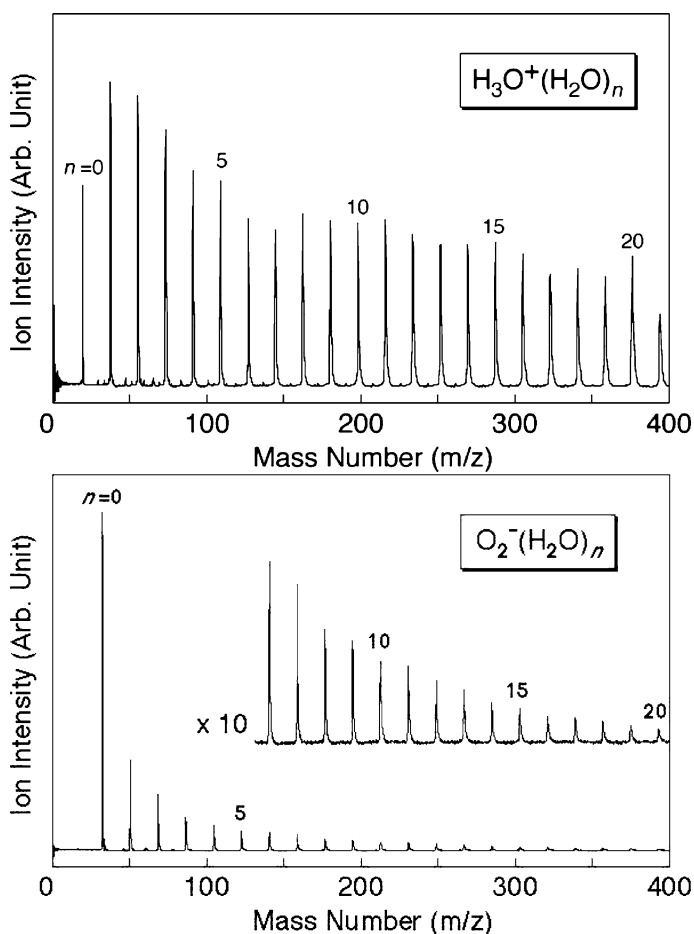 H₃O⁺(H₂O)ₙ
Ion Intensity (Arb. Unit)
n=0
5
10
15
20
0 100 200 300 400
Mass Number (m/z)
O₂⁻(H₂O)ₙ
Ion Intensity (Arb. Unit)
n=0
5
x 10
10
15
20
0 100 200 300 400
Mass Number (m/z)